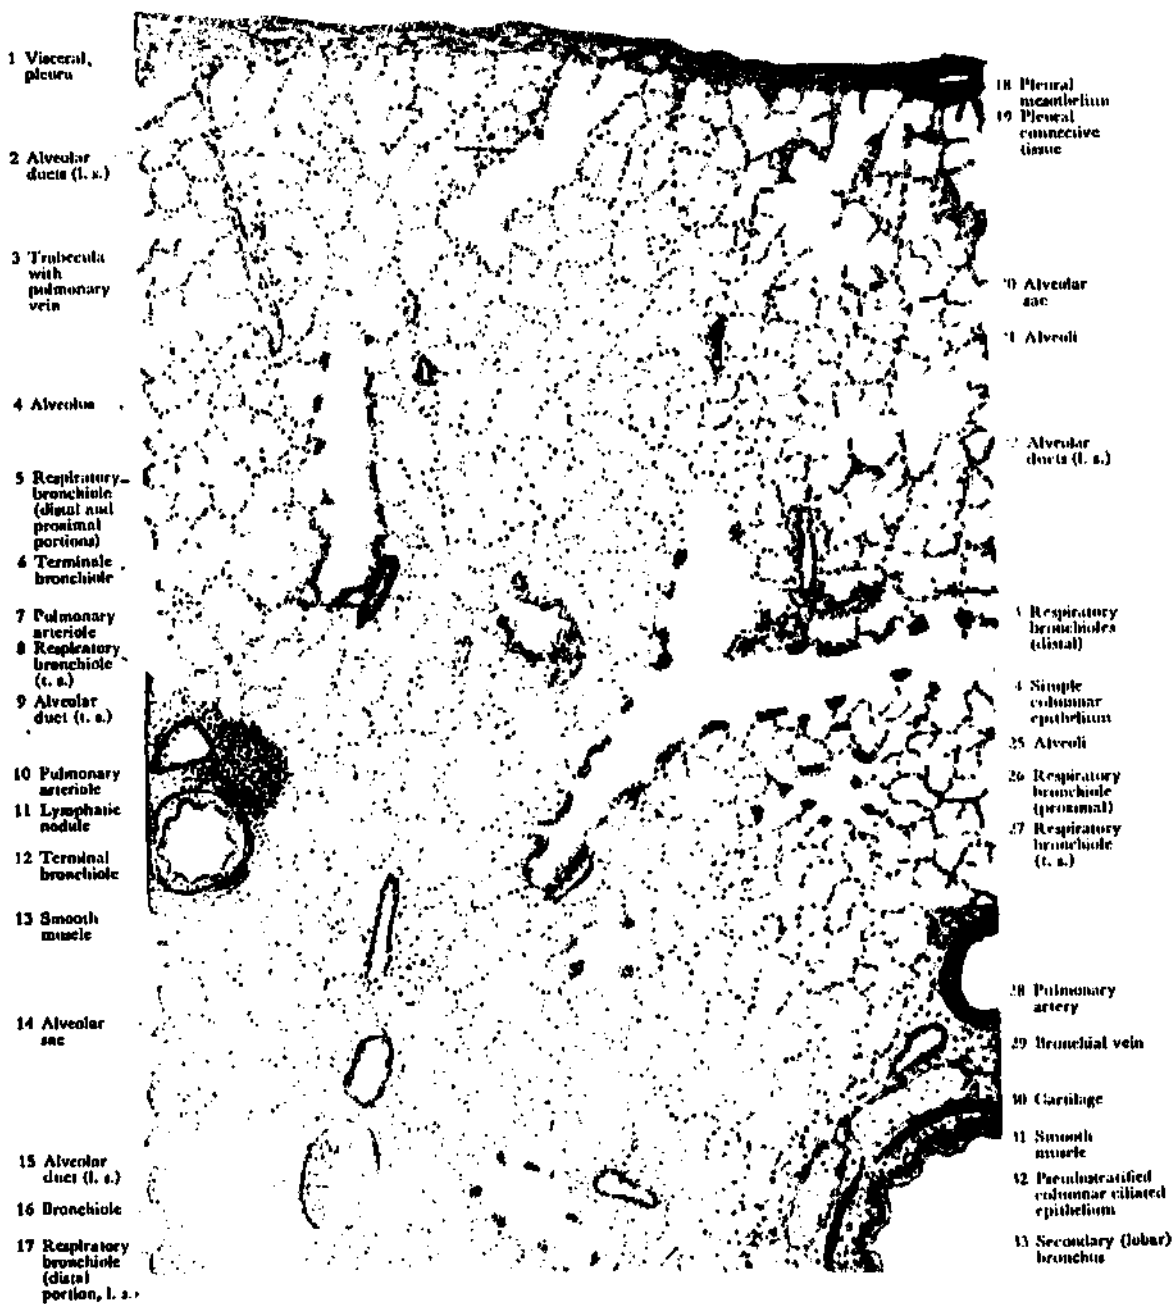 1 Visceral,
pleura
2 Alveolar
ducts (l. s.)
3 Trabecula
with
pulmonary
vein
4 Alveolus
5 Respiratory
bronchiole
(distal and
proximal
portions)
6 Terminale
bronchiole
7 Pulmonary
arteriole
8 Respiratory
bronchiole
(t. s.)
9 Alveolar
duct (t. s.)
10 Pulmonary
arteriole
11 Lymphatic
nodule
12 Terminal
bronchiole
13 Smooth
muscle
14 Alveolar
sac
15 Alveolar
duct (l. s.)
16 Bronchiole
17 Respiratory
bronchiole
(distal
portion, l. s.)
18 Pleural
mesothelium
19 Pleural
connective
tissue
20 Alveolar
sac
21 Alveoli
22 Alveolar
ducts (l. s.)
Respiratory
bronchioles
(distal)
Simple
columnar
epithelium
25 Alveoli
26 Respiratory
bronchiole
(proximal)
27 Respiratory
bronchiole
(t. s.)
28 Pulmonary
artery
29 Bronchial vein
30 Cartilage
31 Smooth
muscle
32 Pseudostratified
columnar ciliated
epithelium
33 Secondary (lobar)
bronchus